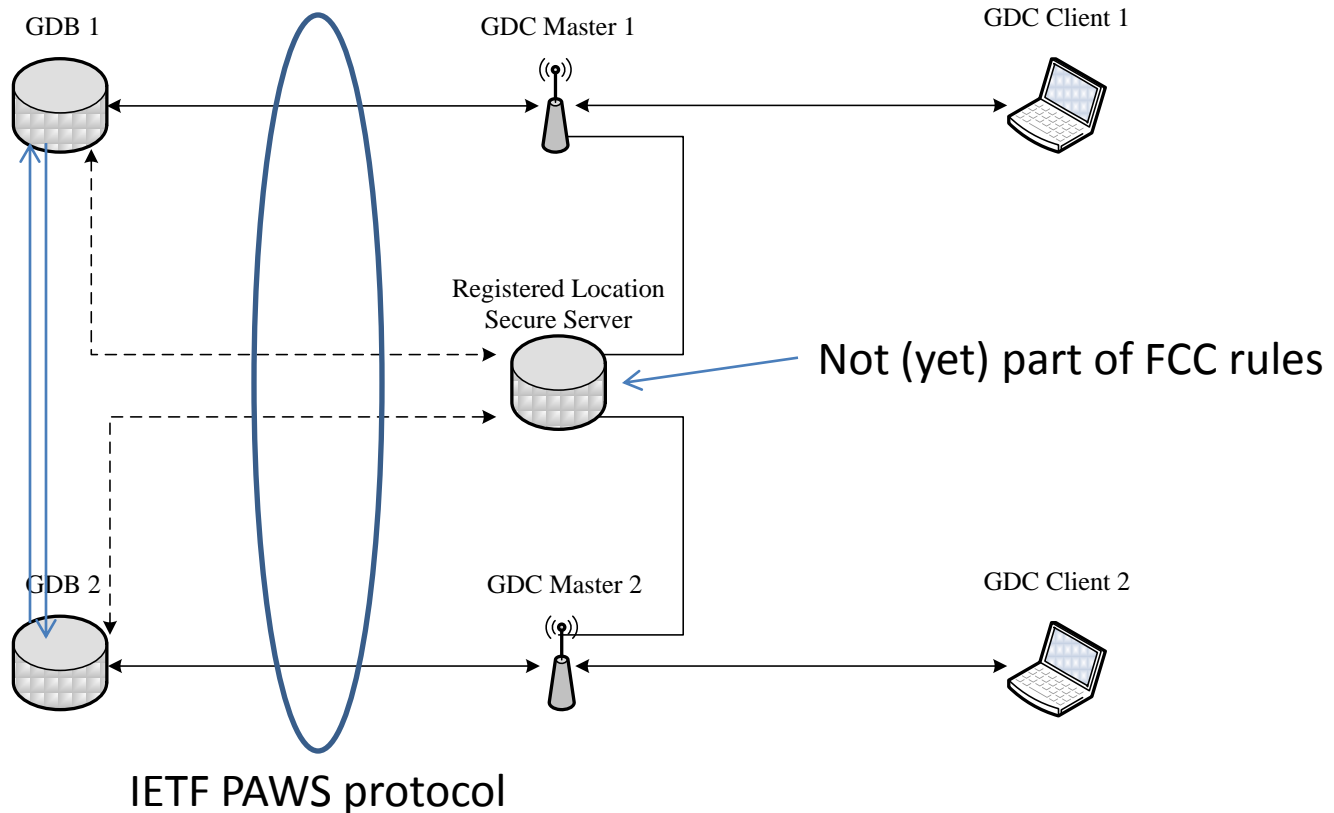 GDB 1
GDC Master 1
GDC Client 1
Registered Location
Secure Server
Not (yet) part of FCC rules
GDB 2
GDC Master 2
GDC Client 2
IETF PAWS protocol